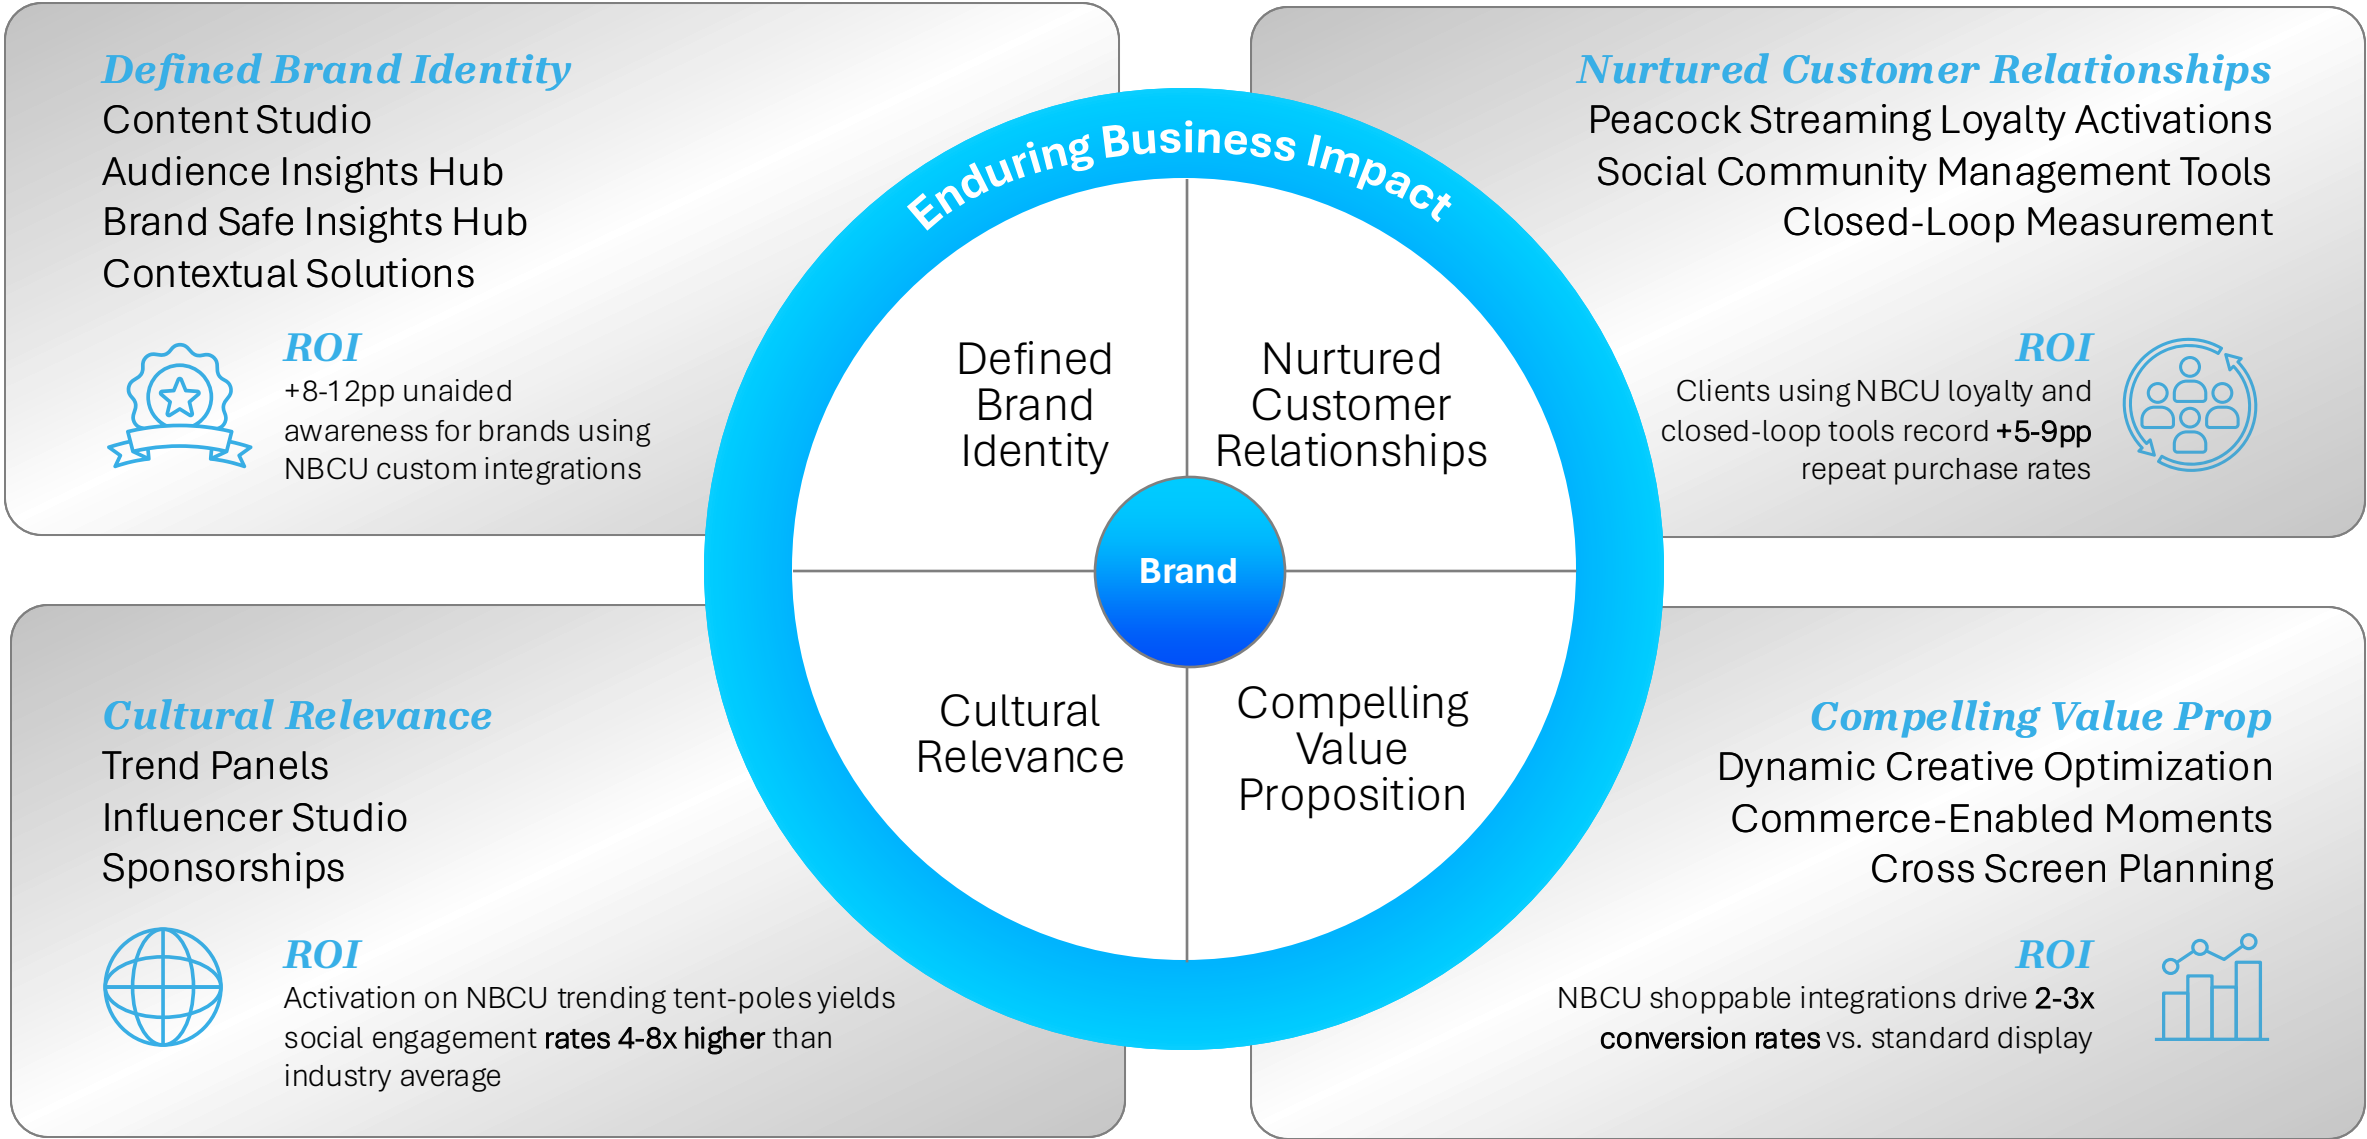 Defined Brand Identity
Content Studio
Audience Insights Hub
Brand Safe Insights Hub
Contextual Solutions
ROI
+8-12pp unaided
awareness for brands using
NBCU custom integrations
Nurtured Customer Relationships
Peacock Streaming Loyalty Activations
Social Community Management Tools
Closed-Loop Measurement
ROI
Clients using NBCU loyalty and
closed-loop tools record +5-9pp
repeat purchase rates
Enduring Business Impact
Defined
Brand
Identity
Nurtured
Customer
Relationships
Brand
Cultural
Relevance
Compelling
Value
Proposition
Cultural Relevance
Trend Panels
Influencer Studio
Sponsorships
ROI
Activation on NBCU trending tent-poles yields
social engagement rates 4-8x higher than
industry average
Compelling Value Prop
Dynamic Creative Optimization
Commerce-Enabled Moments
Cross Screen Planning
ROI
NBCU shoppable integrations drive 2-3x
conversion rates vs. standard display